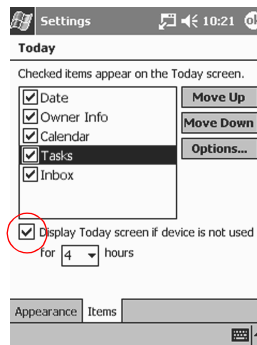 Settings 10:21 ok
Today
Checked items appear on the Today screen.
Date
Owner Info
Calendar
Tasks
Inbox
Move Up
Move Down
Options...
Display Today screen if device is not used
for 4 hours
Appearance Items